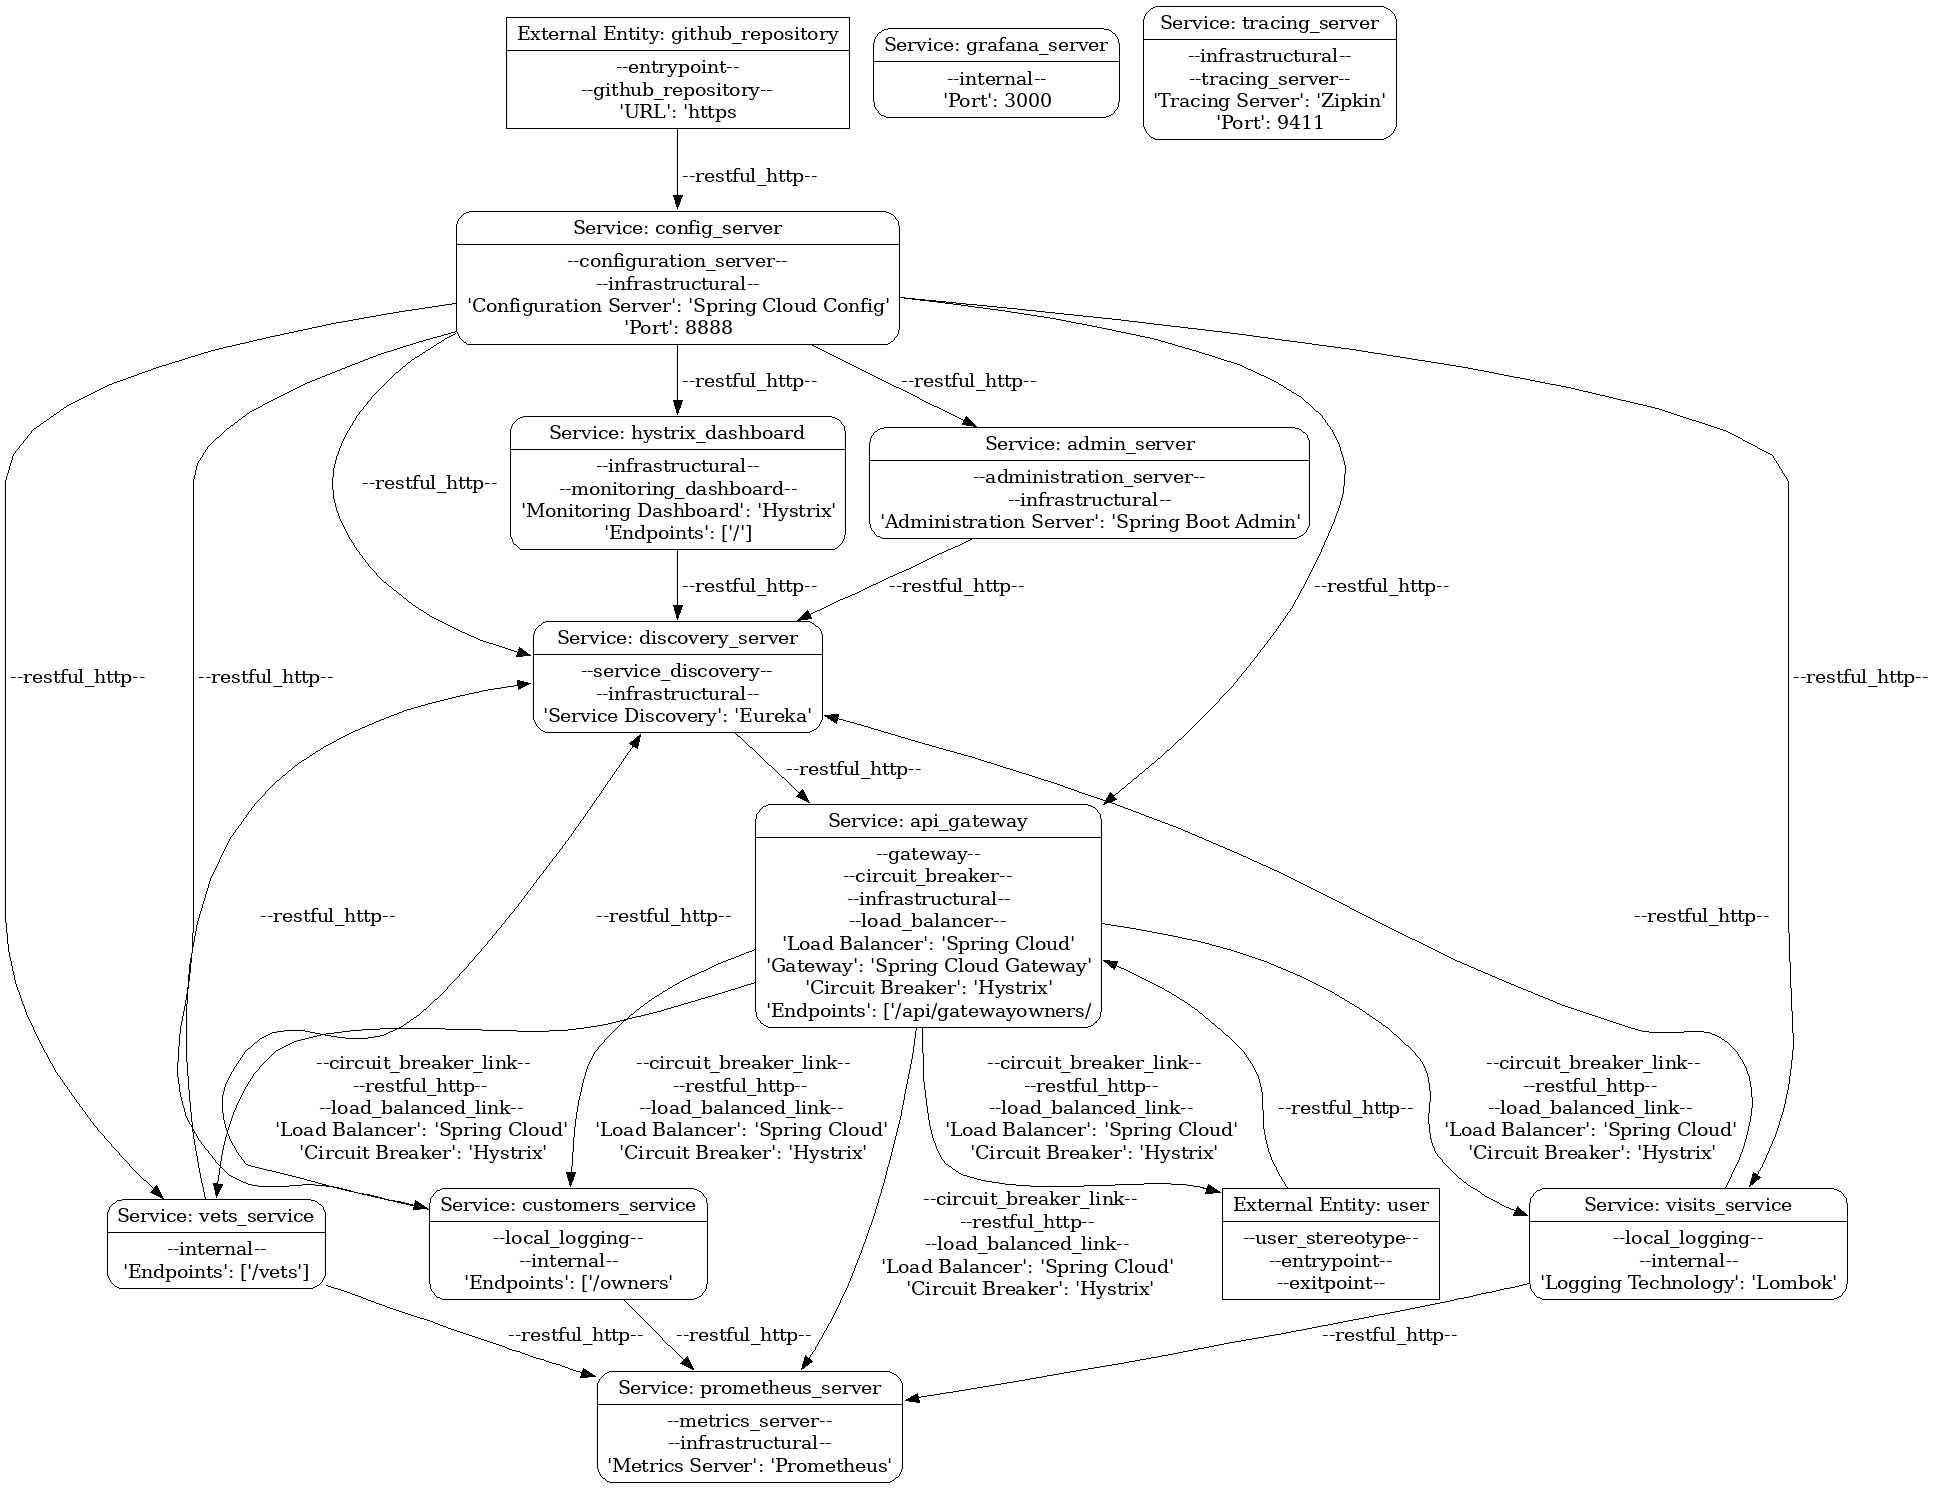 External Entity: github_repository
--entrypoint--
--github_repository--
'URL': 'https
Service: grafana_server
--internal--
'Port': 3000
Service: tracing_server
--infrastructural--
--tracing_server--
'Tracing Server': 'Zipkin'
'Port': 9411
--restful_http--
Service: config_server
--configuration_server--
--infrastructural--
'Configuration Server': 'Spring Cloud Config'
'Port': 8888
--restful_http--
--restful_http--
Service: hystrix_dashboard
--infrastructural--
--monitoring_dashboard--
'Monitoring Dashboard': 'Hystrix'
'Endpoints': ['/']
Service: admin_server
--administration_server--
--infrastructural--
'Administration Server': 'Spring Boot Admin'
--restful_http--
--restful_http--
--restful_http--
--restful_http--
Service: discovery_server
--service_discovery--
--infrastructural--
'Service Discovery': 'Eureka'
--restful_http--
--restful_http--
--restful_http--
--restful_http--
Service: api_gateway
--gateway--
--circuit_breaker--
--infrastructural--
--load_balancer--
'Load Balancer': 'Spring Cloud'
'Gateway': 'Spring Cloud Gateway'
'Circuit Breaker': 'Hystrix'
'Endpoints': ['/api/gatewayowners/
--restful_http--
--restful_http--
--restful_http--
--circuit_breaker_link--
--restful_http--
--load_balanced_link--
'Load Balancer': 'Spring Cloud'
'Circuit Breaker': 'Hystrix'
--circuit_breaker_link--
--restful_http--
--load_balanced_link--
'Load Balancer': 'Spring Cloud'
'Circuit Breaker': 'Hystrix'
--circuit_breaker_link--
--restful_http--
--load_balanced_link--
'Load Balancer': 'Spring Cloud'
'Circuit Breaker': 'Hystrix'
--restful_http--
--circuit_breaker_link--
--restful_http--
--load_balanced_link--
'Load Balancer': 'Spring Cloud'
'Circuit Breaker': 'Hystrix'
Service: vets_service
--internal--
'Endpoints': ['/vets']
Service: customers_service
--local_logging--
--internal--
'Endpoints': ['/owners'
--circuit_breaker_link--
--restful_http--
--load_balanced_link--
'Load Balancer': 'Spring Cloud'
'Circuit Breaker': 'Hystrix'
External Entity: user
--user_stereotype--
--entrypoint--
--exitpoint--
Service: visits_service
--local_logging--
--internal--
'Logging Technology': 'Lombok'
--restful_http--
--restful_http--
--restful_http--
Service: prometheus_server
--metrics_server--
--infrastructural--
'Metrics Server': 'Prometheus'